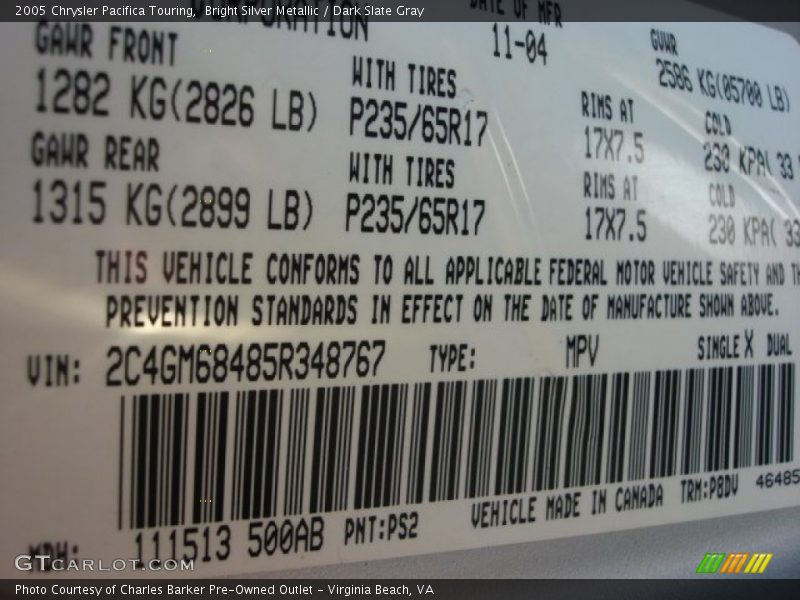 2005 Chrysler Pacifica Touring, Bright Silver Metallic / Dark Slate Gray
CORPORATION DATE OF MFR
GAWR FRONT 11-04 GVWR
WITH TIRES 2586 KG(05700 LB)
1282 KG(2826 LB) P235/65R17 RIMS AT COLD
17X7.5 230 KPA( 33
GAWR REAR WITH TIRES RIMS AT COLD
1315 KG(2899 LB) P235/65R17 17X7.5 230 KPA( 33
THIS VEHICLE CONFORMS TO ALL APPLICABLE FEDERAL MOTOR VEHICLE SAFETY AND
PREVENTION STANDARDS IN EFFECT ON THE DATE OF MANUFACTURE SHOWN ABOVE.
VIN: 2C4GM68485R348767 TYPE: MPV SINGLE X DUAL
VEHICLE MADE IN CANADA TRM:P8DV 46485
MDH: 111513 500AB PNT:PS2
GTCARLOT.COM
Photo Courtesy of Charles Barker Pre-Owned Outlet - Virginia Beach, VA